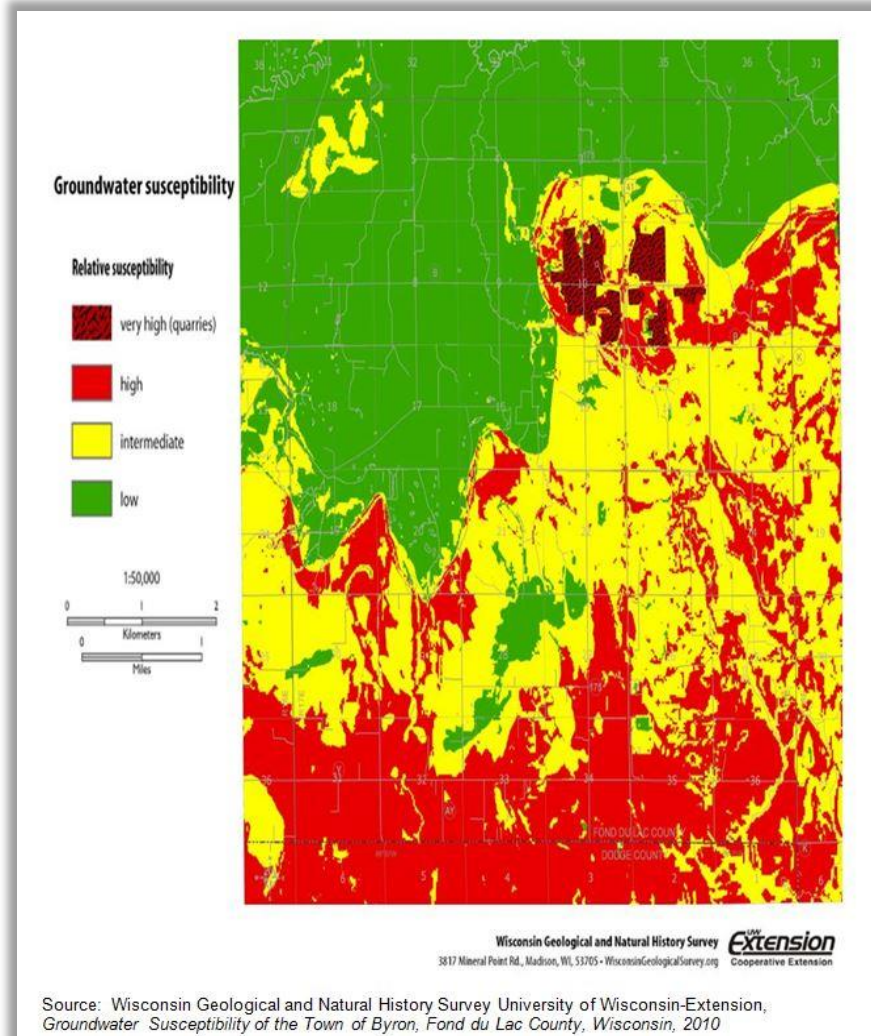 Groundwater susceptibility
Relative susceptibility
very high (quarries)
high
intermediate
low
1:50,000
0 1 2
Kilometers
0 1
Miles
FOND DU LAC COUNTY
DODGE COUNTY
Wisconsin Geological and Natural History Survey
3817 Mineral Point Rd., Madison, WI, 53705 • WisconsinGeologicalSurvey.org
UW
Extension
Cooperative Extension
Source: Wisconsin Geological and Natural History Survey University of Wisconsin-Extension,
Groundwater Susceptibility of the Town of Byron, Fond du Lac County, Wisconsin, 2010